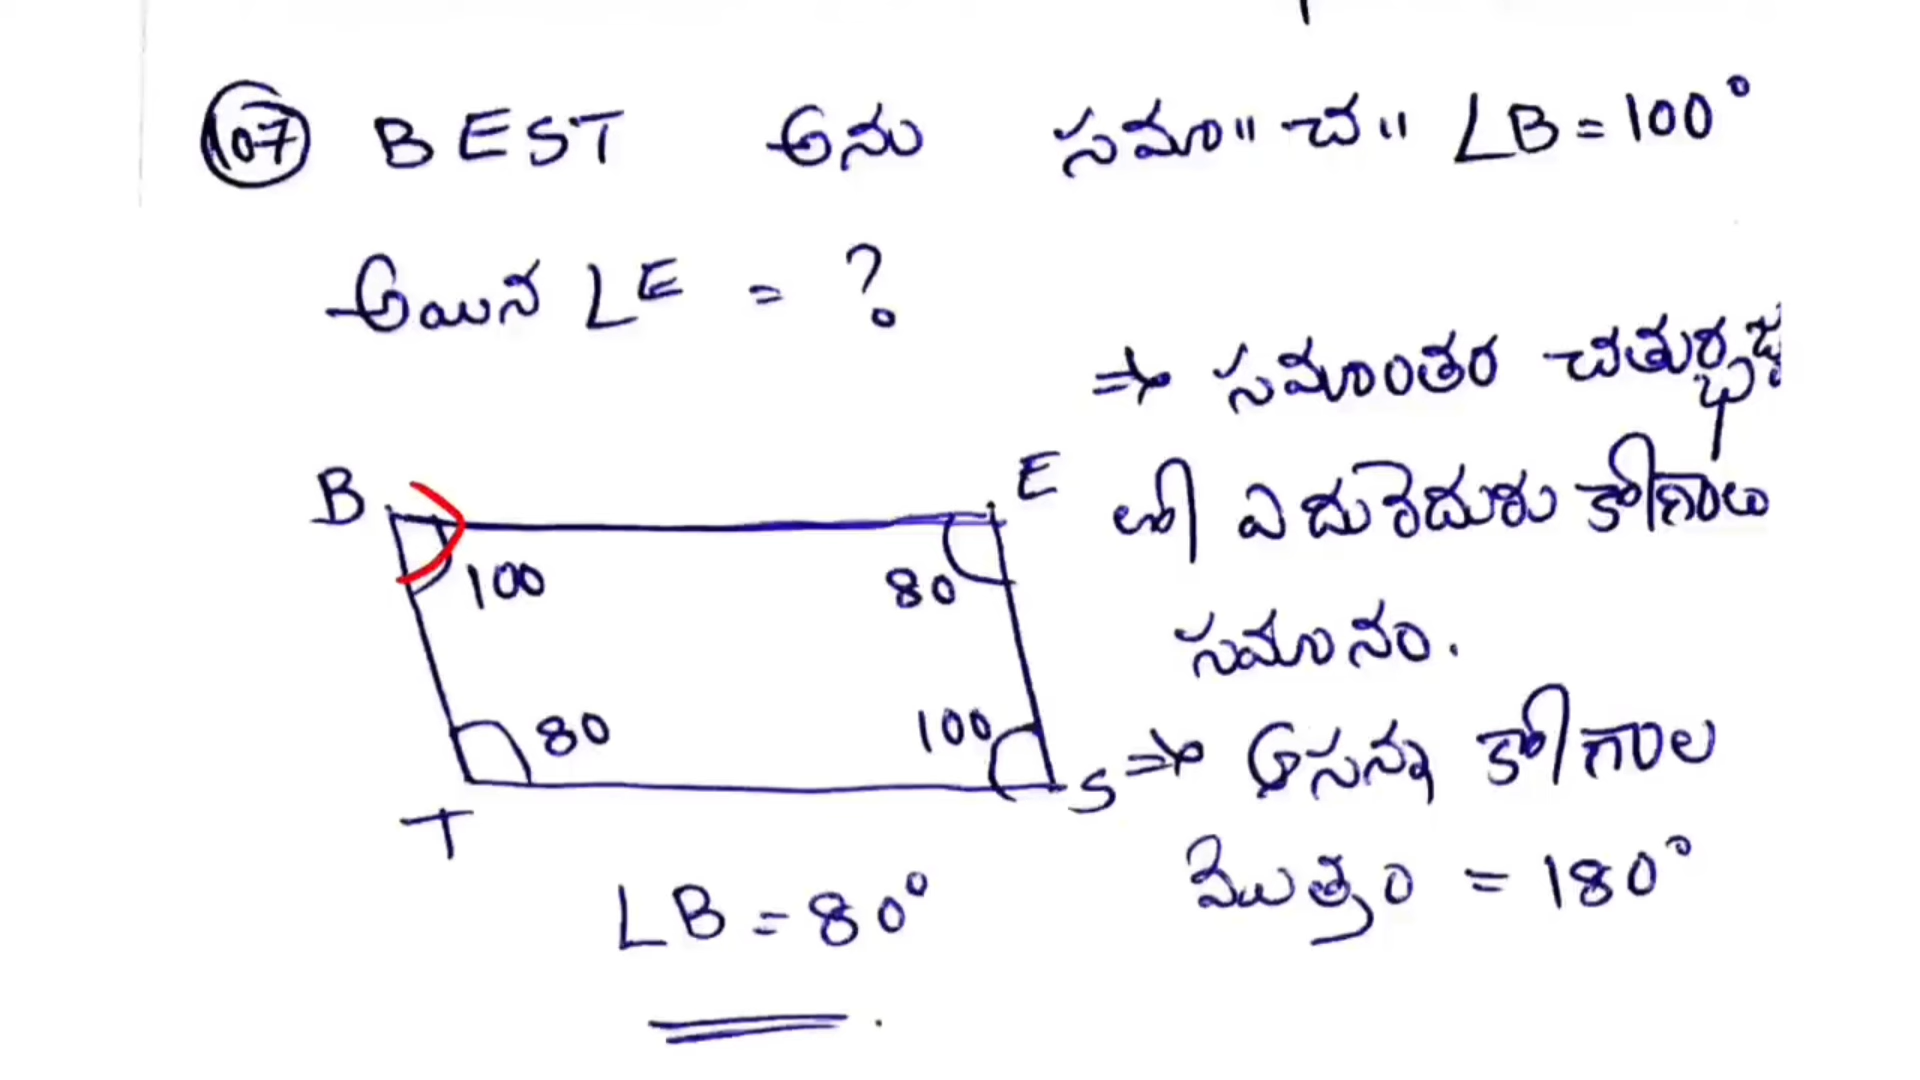 107 BEST అను సమా" చ" ∠B = 100°
అయిన ∠E = ?
⇒ సమాంతర చతుర్భుజ
లో ఎదురెదురు కోణాలు
సమానం.
⇒ ఆసన్న కోణాల
మొత్తం = 180°
B E
100 80
80 100
T S
∠B = 80°